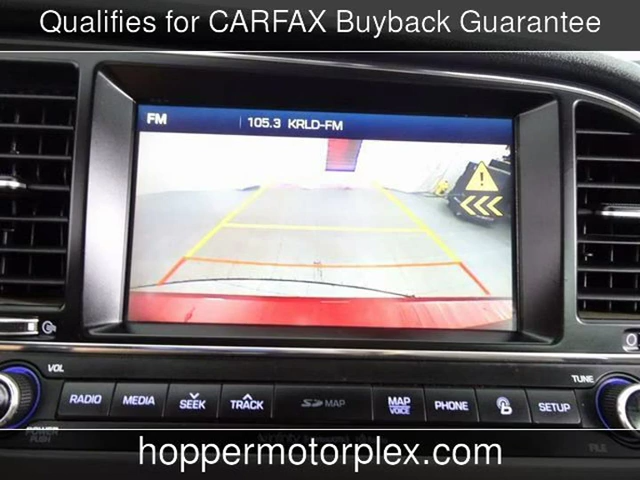 Qualifies for CARFAX Buyback Guarantee
FM
105.3 KRLD-FM
VOL
TUNE
RADIO
MEDIA
SEEK
TRACK
SD MAP
MAP
VOICE
PHONE
SETUP
POWER
PUSH
FILE
hoppermotorplex.com